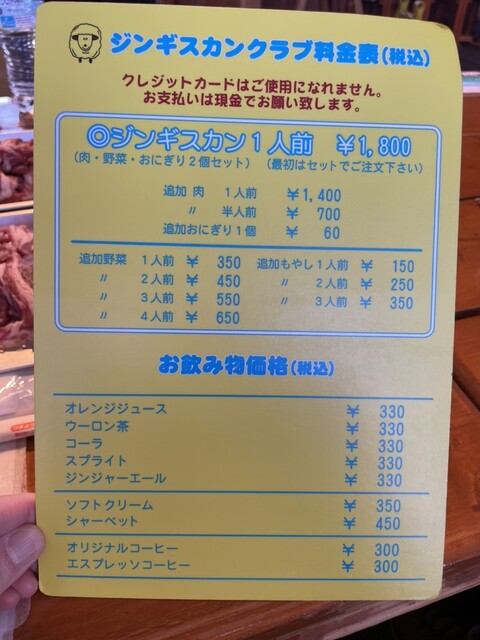 ジンギスカンクラブ料金表(税込)
クレジットカードはご使用になれません。
お支払いは現金でお願い致します。
◎ジンギスカン1人前 ￥1,800
(肉・野菜・おにぎり2個セット) (最初はセットでご注文下さい)
追加 肉 1人前 ￥1,400
〃 半人前 ￥ 700
追加おにぎり1個 ￥ 60
追加野菜 1人前 ￥ 350 追加もやし1人前 ￥ 150
〃 2人前 ￥ 450 〃 2人前 ￥ 250
〃 3人前 ￥ 550 〃 3人前 ￥ 350
〃 4人前 ￥ 650
お飲み物価格(税込)
オレンジジュース ￥ 330
ウーロン茶 ￥ 330
コーラ ￥ 330
スプライト ￥ 330
ジンジャーエール ￥ 330
ソフトクリーム ￥ 350
シャーベット ￥ 450
オリジナルコーヒー ￥ 300
エスプレッソコーヒー ￥ 300